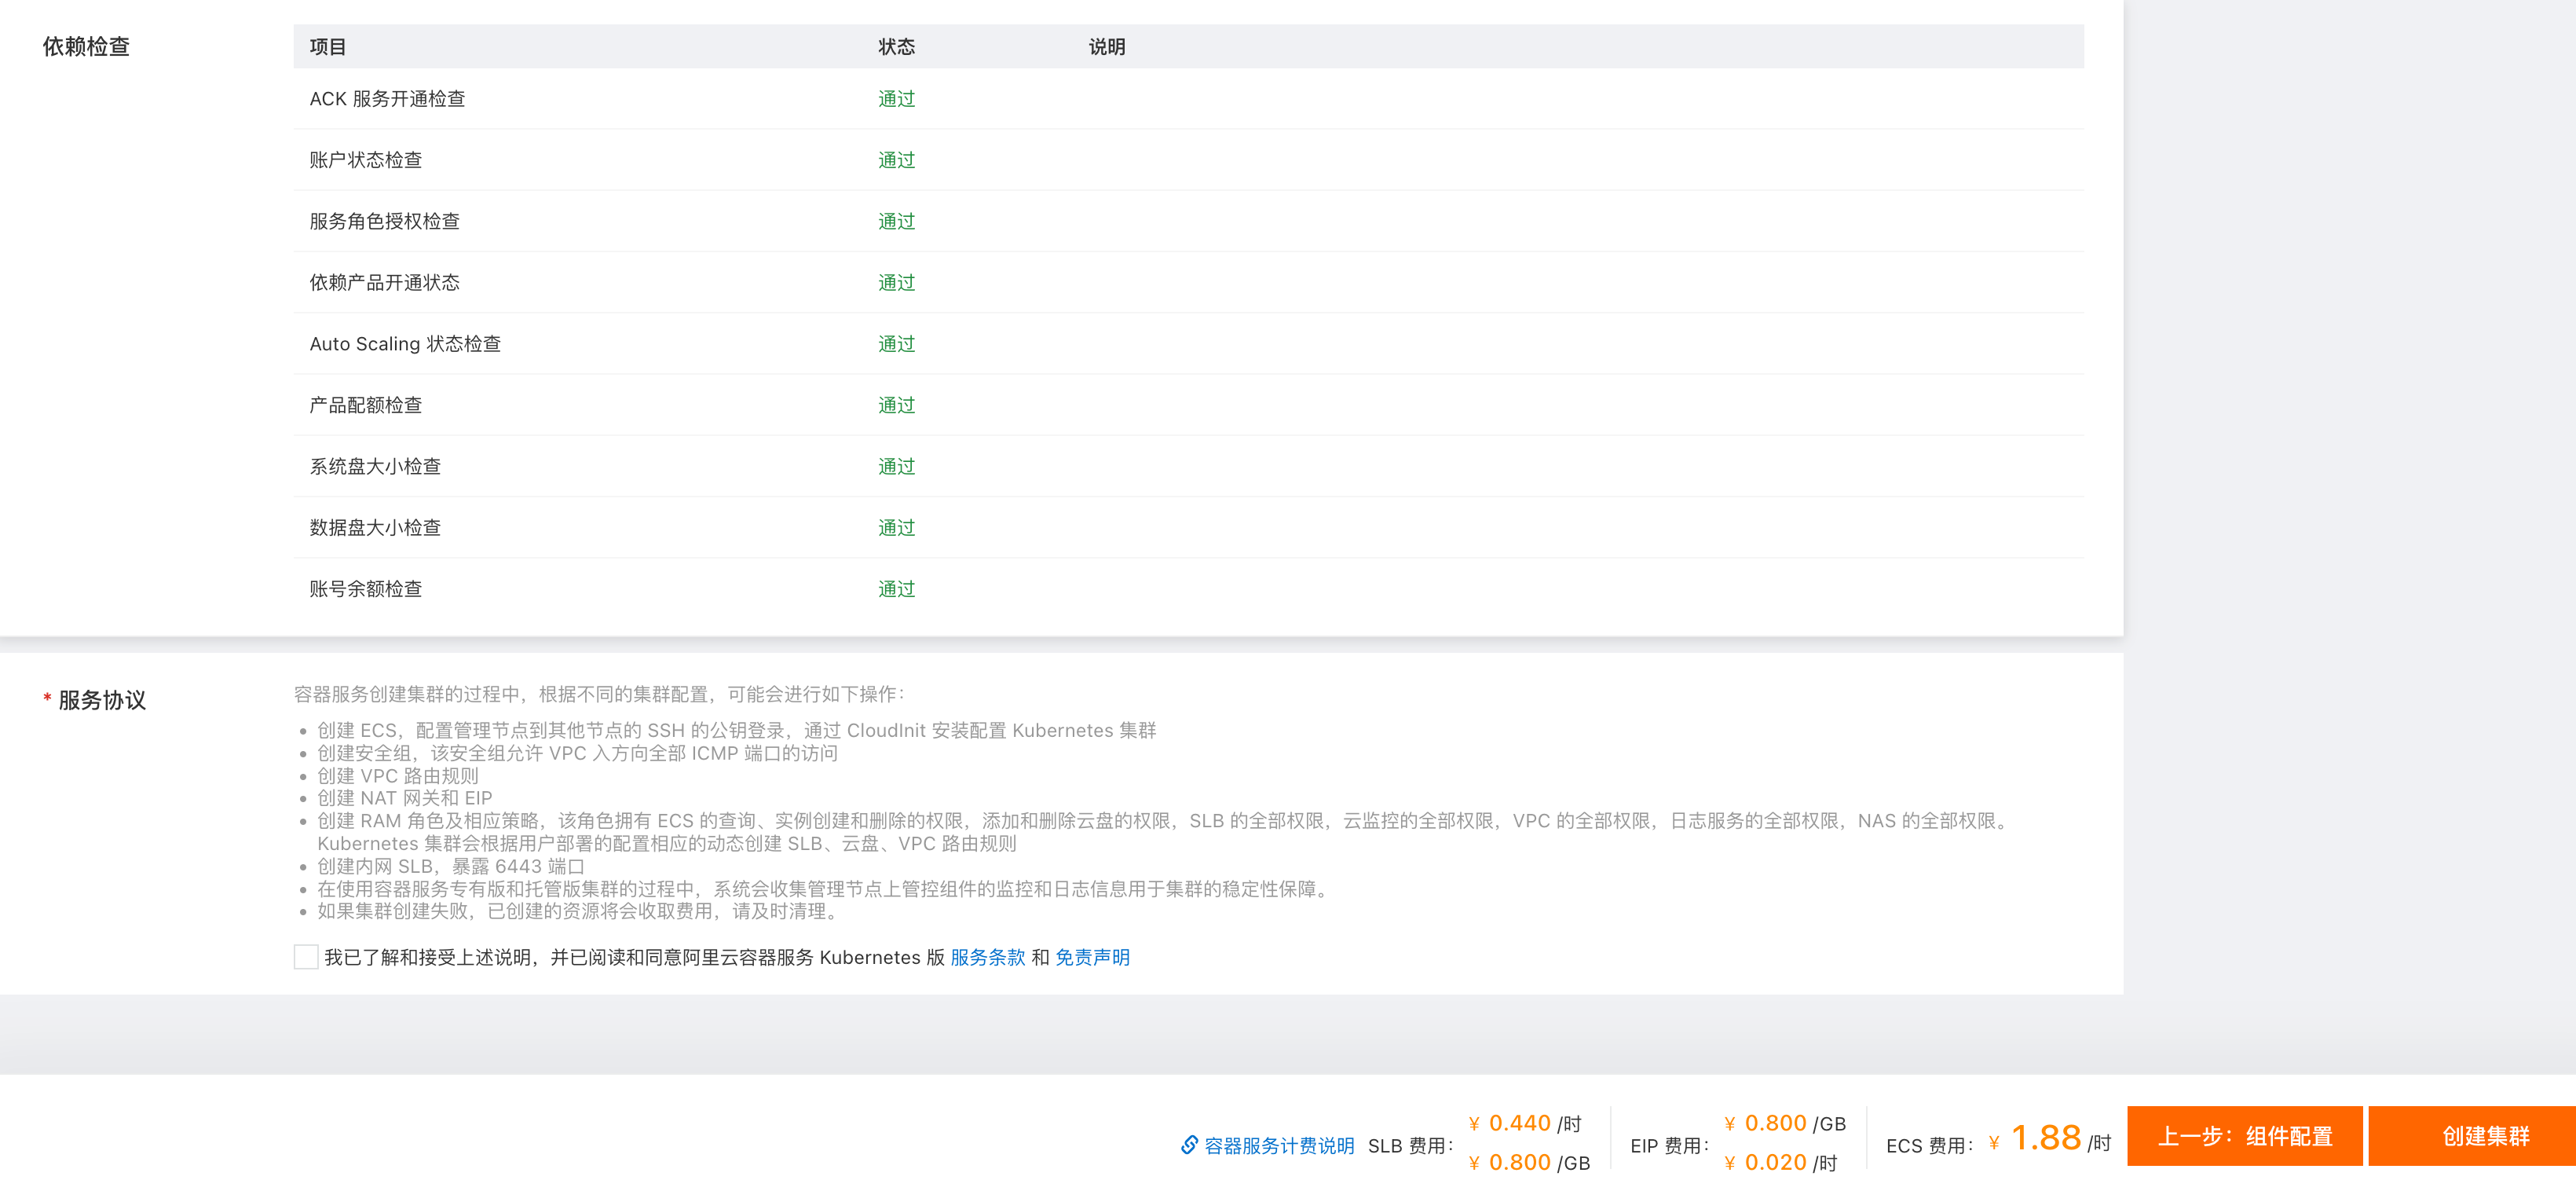 依赖检查
项目 状态 说明
ACK 服务开通检查 通过
账户状态检查 通过
服务角色授权检查 通过
依赖产品开通状态 通过
Auto Scaling 状态检查 通过
产品配额检查 通过
系统盘大小检查 通过
数据盘大小检查 通过
账号余额检查 通过
* 服务协议
容器服务创建集群的过程中，根据不同的集群配置，可能会进行如下操作：
• 创建 ECS，配置管理节点到其他节点的 SSH 的公钥登录，通过 CloudInit 安装配置 Kubernetes 集群
• 创建安全组，该安全组允许 VPC 入方向全部 ICMP 端口的访问
• 创建 VPC 路由规则
• 创建 NAT 网关和 EIP
• 创建 RAM 角色及相应策略，该角色拥有 ECS 的查询、实例创建和删除的权限，添加和删除云盘的权限，SLB 的全部权限，云监控的全部权限，VPC 的全部权限，日志服务的全部权限，NAS 的全部权限。
Kubernetes 集群会根据用户部署的配置相应的动态创建 SLB、云盘、VPC 路由规则
• 创建内网 SLB，暴露 6443 端口
• 在使用容器服务专有版和托管版集群的过程中，系统会收集管理节点上管控组件的监控和日志信息用于集群的稳定性保障。
• 如果集群创建失败，已创建的资源将会收取费用，请及时清理。
我已了解和接受上述说明，并已阅读和同意阿里云容器服务 Kubernetes 版 服务条款 和 免责声明
容器服务计费说明
SLB 费用：
¥ 0.440 /时
¥ 0.800 /GB
EIP 费用：
¥ 0.800 /GB
¥ 0.020 /时
ECS 费用： ¥ 1.88 /时
上一步：组件配置
创建集群